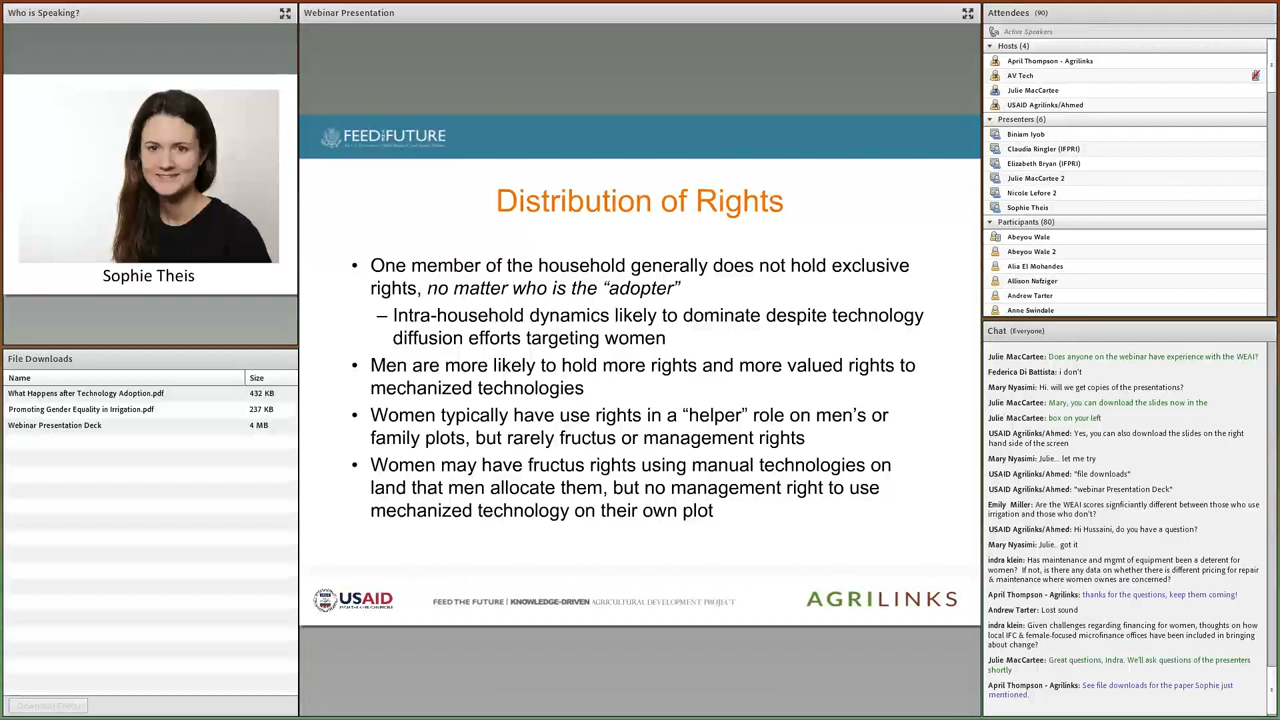 Who is Speaking?
Sophie Theis
File Downloads
Name Size
What Happens after Technology Adoption.pdf 432 KB
Promoting Gender Equality in Irrigation.pdf 237 KB
Webinar Presentation Deck 4 MB
Download File(s)
Webinar Presentation
FEED THE FUTURE
Distribution of Rights
• One member of the household generally does not hold exclusive
rights, no matter who is the “adopter”
– Intra-household dynamics likely to dominate despite technology
diffusion efforts targeting women
• Men are more likely to hold more rights and more valued rights to
mechanized technologies
• Women typically have use rights in a “helper” role on men’s or
family plots, but rarely fructus or management rights
• Women may have fructus rights using manual technologies on
land that men allocate them, but no management right to use
mechanized technology on their own plot
USAID
FEED THE FUTURE | KNOWLEDGE-DRIVEN AGRICULTURAL DEVELOPMENT PROJECT
AGRILINKS
Attendees (90)
Active Speakers
Hosts (4)
April Thompson - Agrilinks
AV Tech
Julie MacCartee
USAID Agrilinks/Ahmed
Presenters (6)
Biniam Iyob
Claudia Ringler (IFPRI)
Elizabeth Bryan (IFPRI)
Julie MacCartee 2
Nicole Lefore 2
Sophie Theis
Participants (80)
Abeyou Wale
Abeyou Wale 2
Alia El Mohandes
Allison Nafziger
Andrew Tarter
Anne Swindale
Chat (Everyone)
Julie MacCartee: Does anyone on the webinar have experience with the WEAI?
Federica Di Battista: i don't
Mary Nyasimi: Hi. will we get copies of the presentations?
Julie MacCartee: Mary, you can download the slides now in the
Julie MacCartee: box on your left
USAID Agrilinks/Ahmed: Yes, you can also download the slides on the right
hand side of the screen
Mary Nyasimi: Julie... let me try
USAID Agrilinks/Ahmed: "file downloads"
USAID Agrilinks/Ahmed: "webinar Presentation Deck"
Emily Miller: Are the WEAI scores signficiantly different between those who use
irrigation and those who don't?
USAID Agrilinks/Ahmed: Hi Hussaini, do you have a question?
Mary Nyasimi: Julie.. got it
indra klein: Has maintenance and mgmt of equipment been a deterent for
women? If not, is there any data on whether there is different pricing for repair
& maintenance where women ownes are concerned?
April Thompson - Agrilinks: thanks for the questions, keep them coming!
Andrew Tarter: Lost sound
indra klein: Given challenges regarding financing for women, thoughts on how
local IFC & female-focused microfinance offices have been included in bringing
about change?
Julie MacCartee: Great questions, Indra. We'll ask questions of the presenters
shortly
April Thompson - Agrilinks: See file downloads for the paper Sophie just
mentioned.